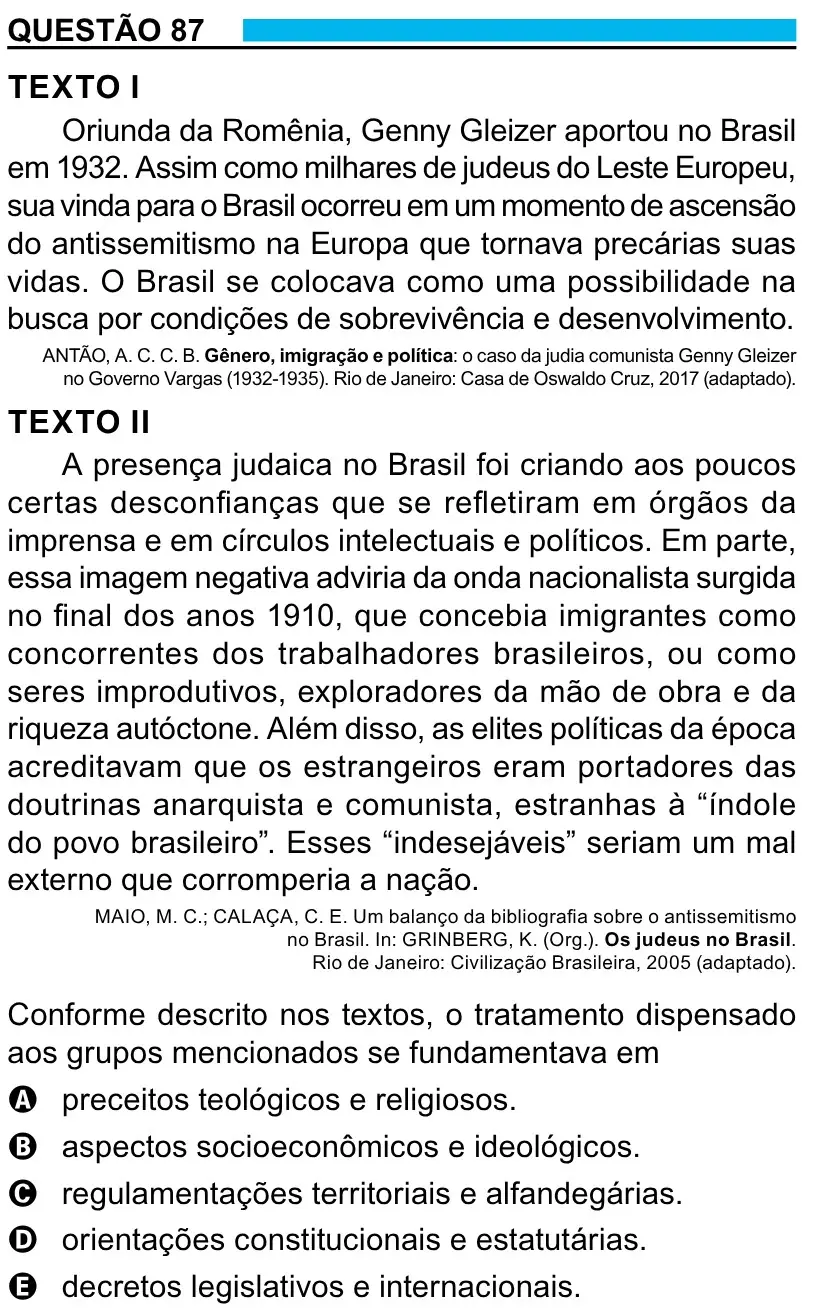 QUESTÃO 87
TEXTO I
Oriunda da Romênia, Genny Gleizer aportou no Brasil
em 1932. Assim como milhares de judeus do Leste Europeu,
sua vinda para o Brasil ocorreu em um momento de ascensão
do antissemitismo na Europa que tornava precárias suas
vidas. O Brasil se colocava como uma possibilidade na
busca por condições de sobrevivência e desenvolvimento.
ANTÃO, A. C. C. B. Gênero, imigração e política: o caso da judia comunista Genny Gleizer
no Governo Vargas (1932-1935). Rio de Janeiro: Casa de Oswaldo Cruz, 2017 (adaptado).
TEXTO II
A presença judaica no Brasil foi criando aos poucos
certas desconfianças que se refletiram em órgãos da
imprensa e em círculos intelectuais e políticos. Em parte,
essa imagem negativa adviria da onda nacionalista surgida
no final dos anos 1910, que concebia imigrantes como
concorrentes dos trabalhadores brasileiros, ou como
seres improdutivos, exploradores da mão de obra e da
riqueza autóctone. Além disso, as elites políticas da época
acreditavam que os estrangeiros eram portadores das
doutrinas anarquista e comunista, estranhas à “índole
do povo brasileiro”. Esses “indesejáveis” seriam um mal
externo que corromperia a nação.
MAIO, M. C.; CALAÇA, C. E. Um balanço da bibliografia sobre o antissemitismo
no Brasil. In: GRINBERG, K. (Org.). Os judeus no Brasil.
Rio de Janeiro: Civilização Brasileira, 2005 (adaptado).
Conforme descrito nos textos, o tratamento dispensado
aos grupos mencionados se fundamentava em
A preceitos teológicos e religiosos.
B aspectos socioeconômicos e ideológicos.
C regulamentações territoriais e alfandegárias.
D orientações constitucionais e estatutárias.
E decretos legislativos e internacionais.